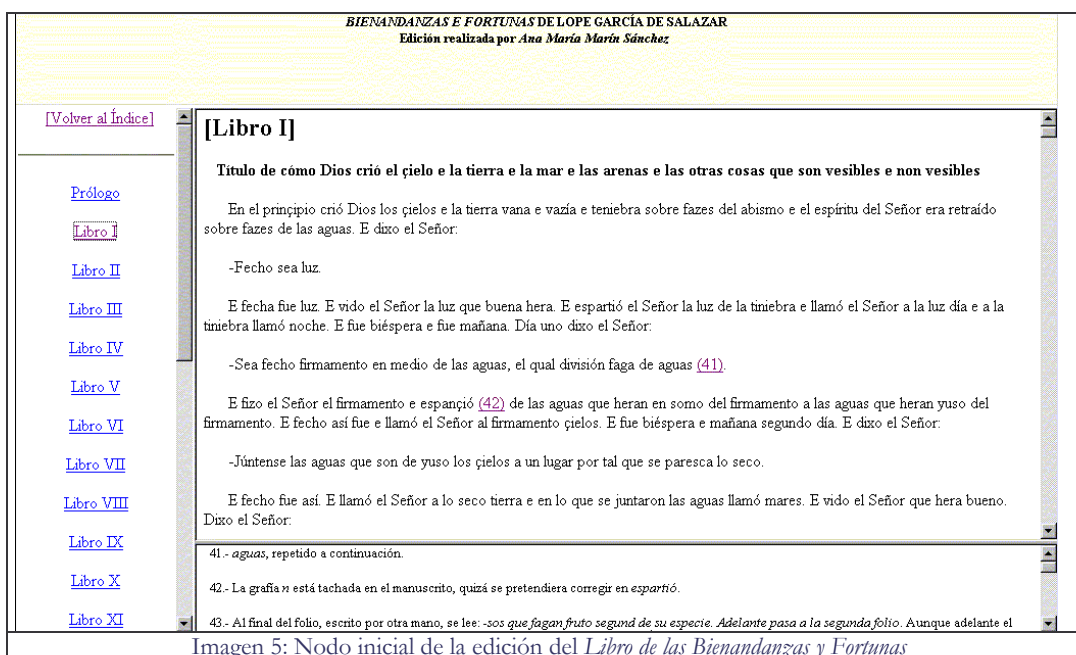 BIENANDANZAS E FORTUNAS DE LOPE GARCÍA DE SALAZAR
Edición realizada por Ana María Marín Sánchez
[Volver al Índice]
Prólogo
Libro I
Libro II
Libro III
Libro IV
Libro V
Libro VI
Libro VII
Libro VIII
Libro IX
Libro X
Libro XI
[Libro I]
Título de cómo Dios crió el çielo e la tierra e la mar e las arenas e las otras cosas que son vesibles e non vesibles
En el prinçipio crió Dios los çielos e la tierra vana e vazía e teniebra sobre fazes del abismo e el espíritu del Señor era retraído
sobre fazes de las aguas. E dixo el Señor:
-Fecho sea luz.
E fecha fue luz. E vido el Señor la luz que buena hera. E espartió el Señor la luz de la tiniebra e llamó el Señor a la luz día e a la
tiniebra llamó noche. E fue biéspera e fue mañana. Día uno dixo el Señor:
-Sea fecho firmamento en medio de las aguas, el qual división faga de aguas (41).
E fizo el Señor el firmamento e espançió (42) de las aguas que heran en somo del firmamento a las aguas que heran yuso del
firmamento. E fecho así fue e llamó el Señor al firmamento çielos. E fue biéspera e mañana segundo día. E dixo el Señor:
-Júntense las aguas que son de yuso los çielos a un lugar por tal que se paresca lo seco.
E fecho fue así. E llamó el Señor a lo seco tierra e en lo que se juntaron las aguas llamó mares. E vido el Señor que hera bueno.
Dixo el Señor:
41.- aguas, repetido a continuación.
42.- La grafía n está tachada en el manuscrito, quizá se pretendiera corregir en espartió.
43.- Al final del folio, escrito por otra mano, se lee: -sos que fagan fruto segund de su especie. Adelante pasa a la segunda folio. Aunque adelante el
Imagen 5: Nodo inicial de la edición del Libro de las Bienandanzas y Fortunas